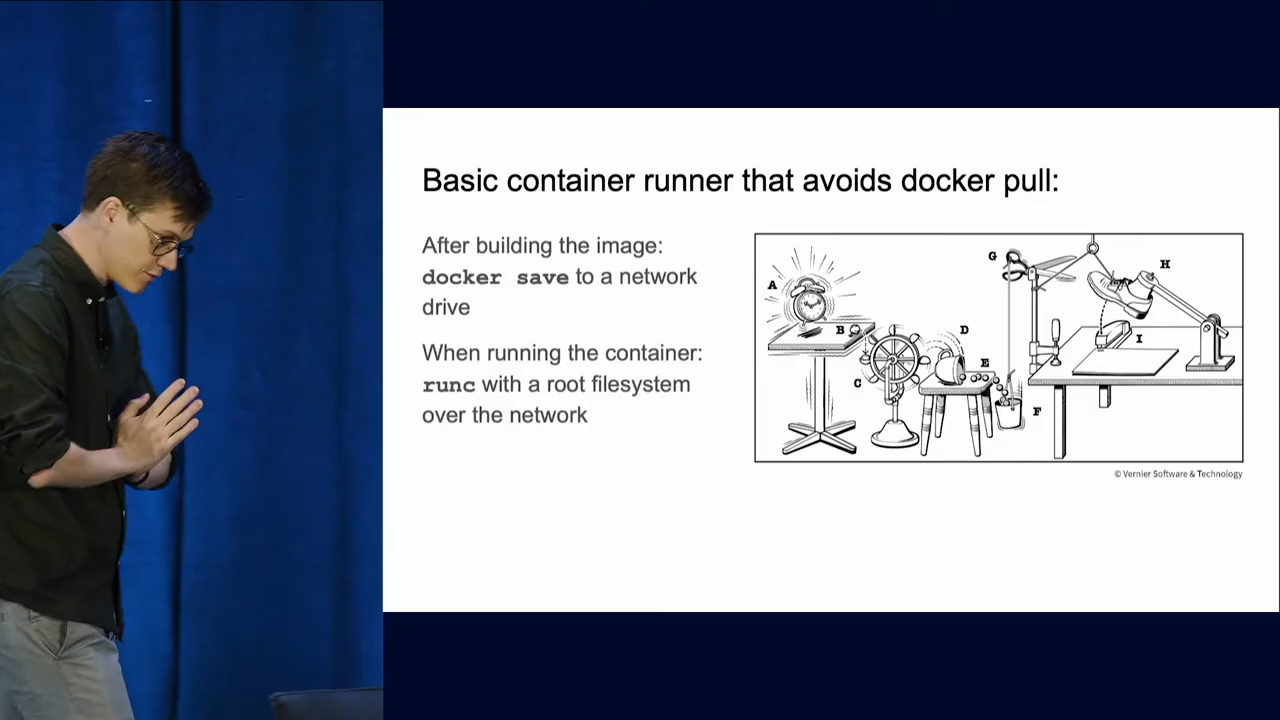 Basic container runner that avoids docker pull:
After building the image:
docker save to a network
drive
When running the container:
runc with a root filesystem
over the network
A
B
C
D
E
F
G
H
I
© Vernier Software & Technology